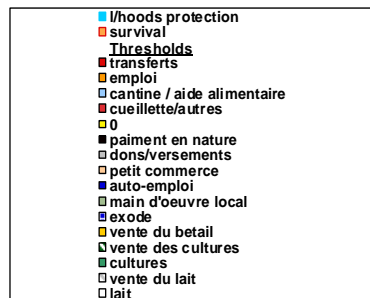 l/hoods protection
survival
Thresholds
transferts
emploi
cantine / aide alimentaire
cueillette/autres
0
paiment en nature
dons/versements
petit commerce
auto-emploi
main d'oeuvre local
exode
vente du betail
vente des cultures
cultures
vente du lait
lait